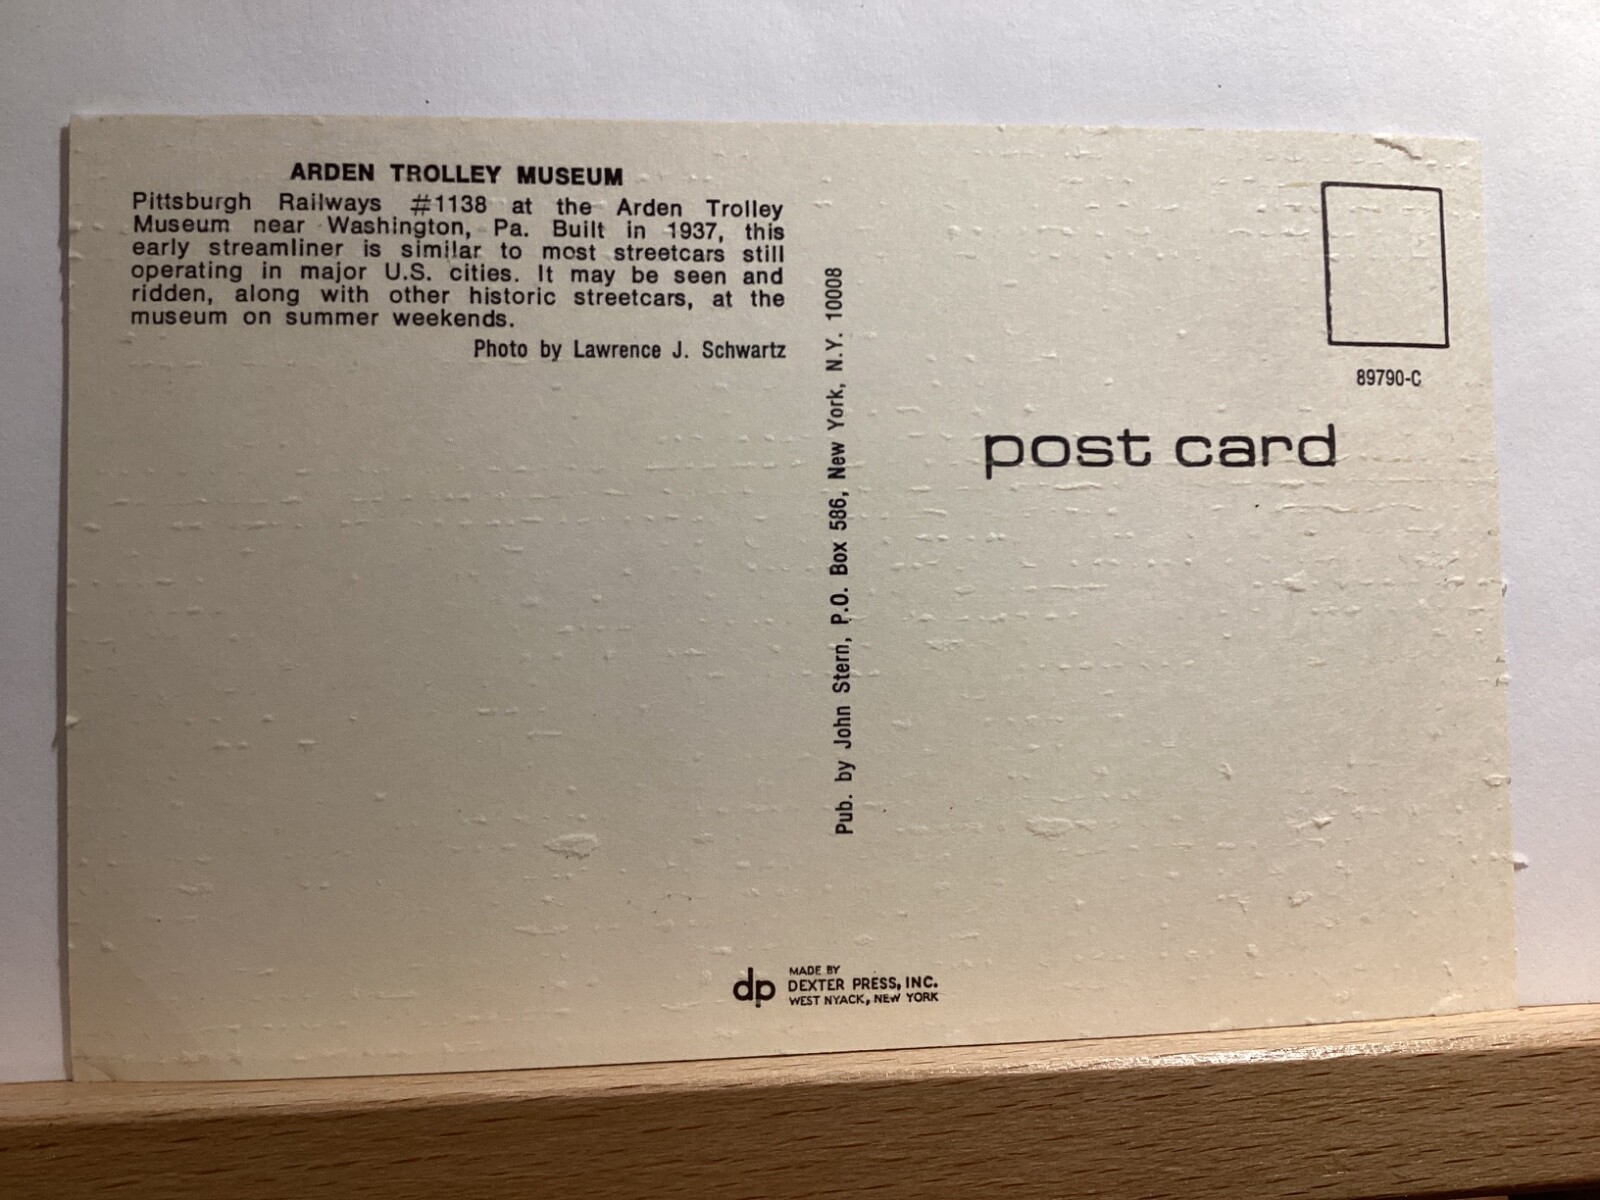 ARDEN TROLLEY MUSEUM
Pittsburgh Railways #1138 at the Arden Trolley
Museum near Washington, Pa. Built in 1937, this
early streamliner is similar to most streetcars still
operating in major U.S. cities. It may be seen and
ridden, along with other historic streetcars, at the
museum on summer weekends.
Photo by Lawrence J. Schwartz
Pub. by John Stern, P.O. Box 586, New York, N.Y. 10008
89790-C
post card
dp
MADE BY
DEXTER PRESS, INC.
WEST NYACK, NEW YORK